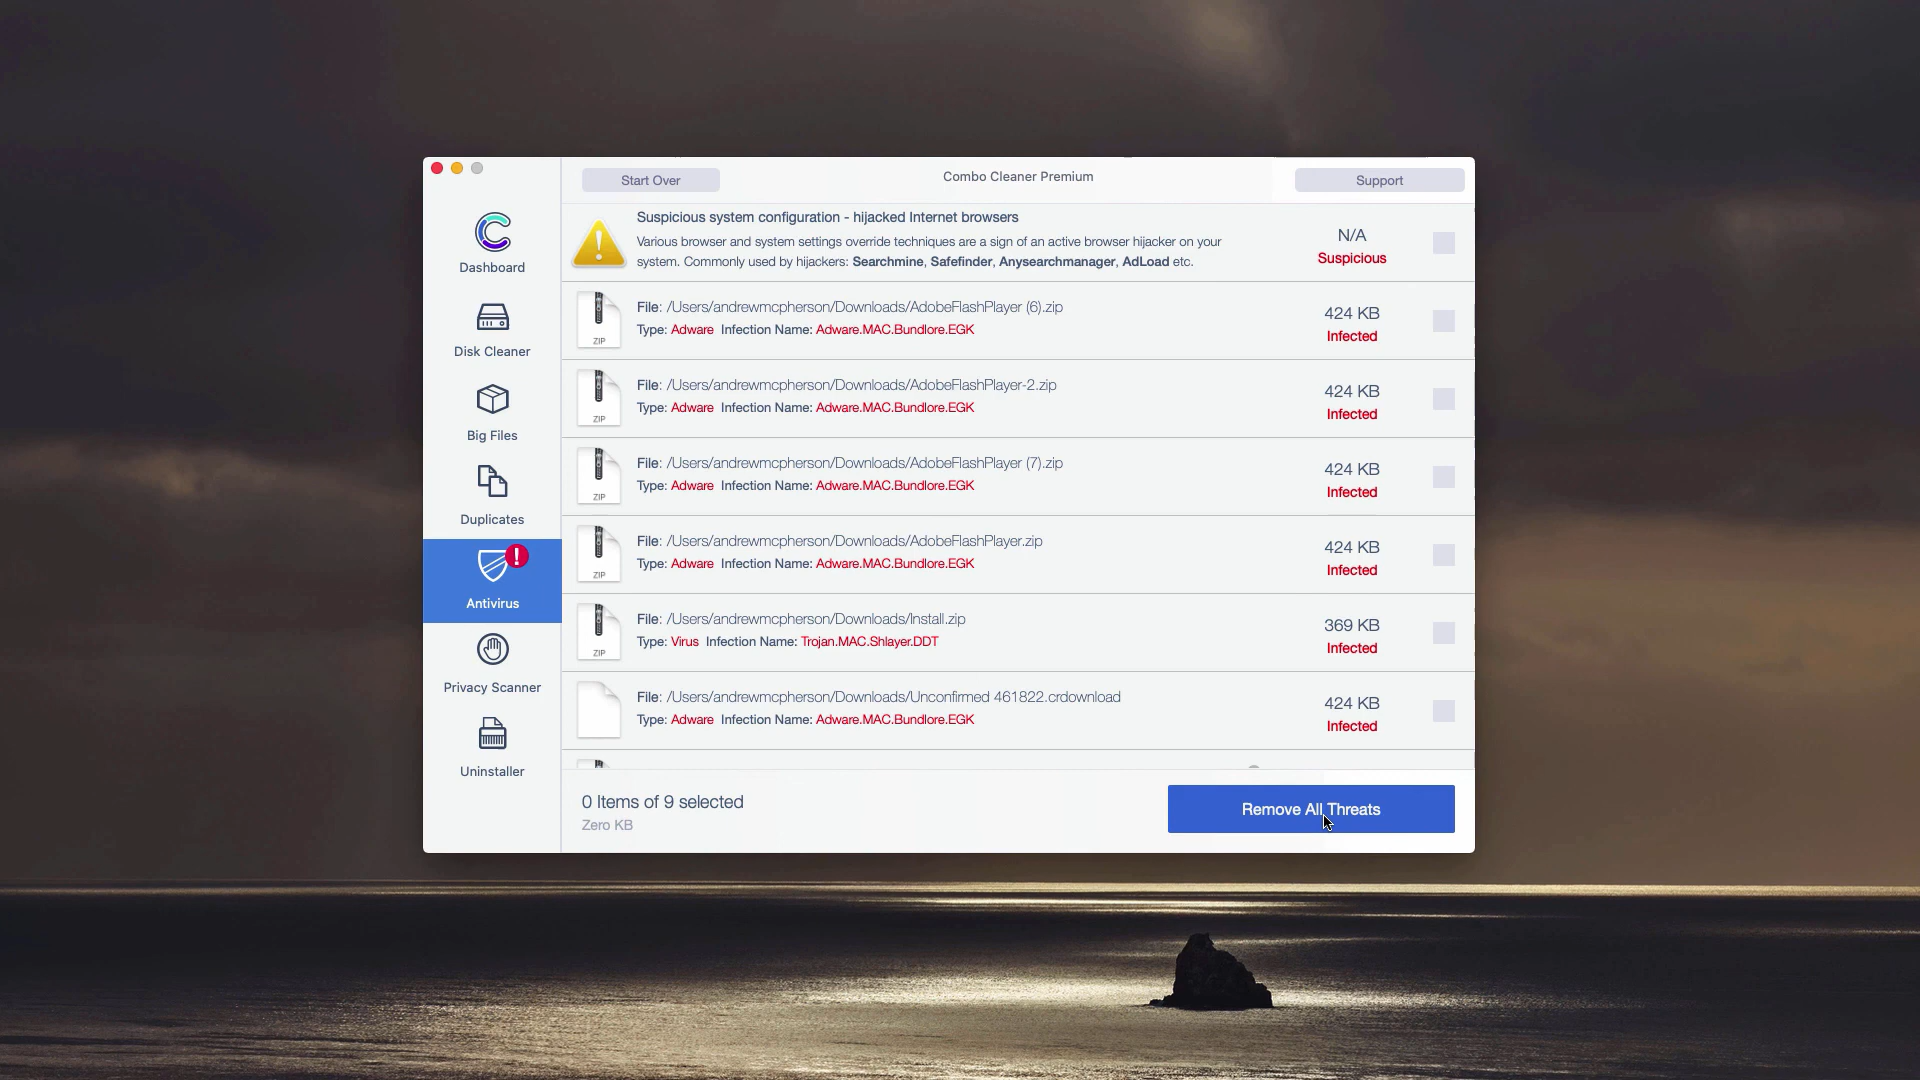 Start Over
Combo Cleaner Premium
Support
Dashboard
Disk Cleaner
Big Files
Duplicates
Antivirus
Privacy Scanner
Uninstaller
Suspicious system configuration - hijacked Internet browsers
Various browser and system settings override techniques are a sign of an active browser hijacker on your
system. Commonly used by hijackers: Searchmine, Safefinder, Anysearchmanager, AdLoad etc.
N/A
Suspicious
ZIP
File: /Users/andrewmcpherson/Downloads/AdobeFlashPlayer (6).zip
Type: Adware Infection Name: Adware.MAC.Bundlore.EGK
424 KB
Infected
ZIP
File: /Users/andrewmcpherson/Downloads/AdobeFlashPlayer-2.zip
Type: Adware Infection Name: Adware.MAC.Bundlore.EGK
424 KB
Infected
ZIP
File: /Users/andrewmcpherson/Downloads/AdobeFlashPlayer (7).zip
Type: Adware Infection Name: Adware.MAC.Bundlore.EGK
424 KB
Infected
ZIP
File: /Users/andrewmcpherson/Downloads/AdobeFlashPlayer.zip
Type: Adware Infection Name: Adware.MAC.Bundlore.EGK
424 KB
Infected
ZIP
File: /Users/andrewmcpherson/Downloads/Install.zip
Type: Virus Infection Name: Trojan.MAC.Shlayer.DDT
369 KB
Infected
File: /Users/andrewmcpherson/Downloads/Unconfirmed 461822.crdownload
Type: Adware Infection Name: Adware.MAC.Bundlore.EGK
424 KB
Infected
0 Items of 9 selected
Zero KB
Remove All Threats